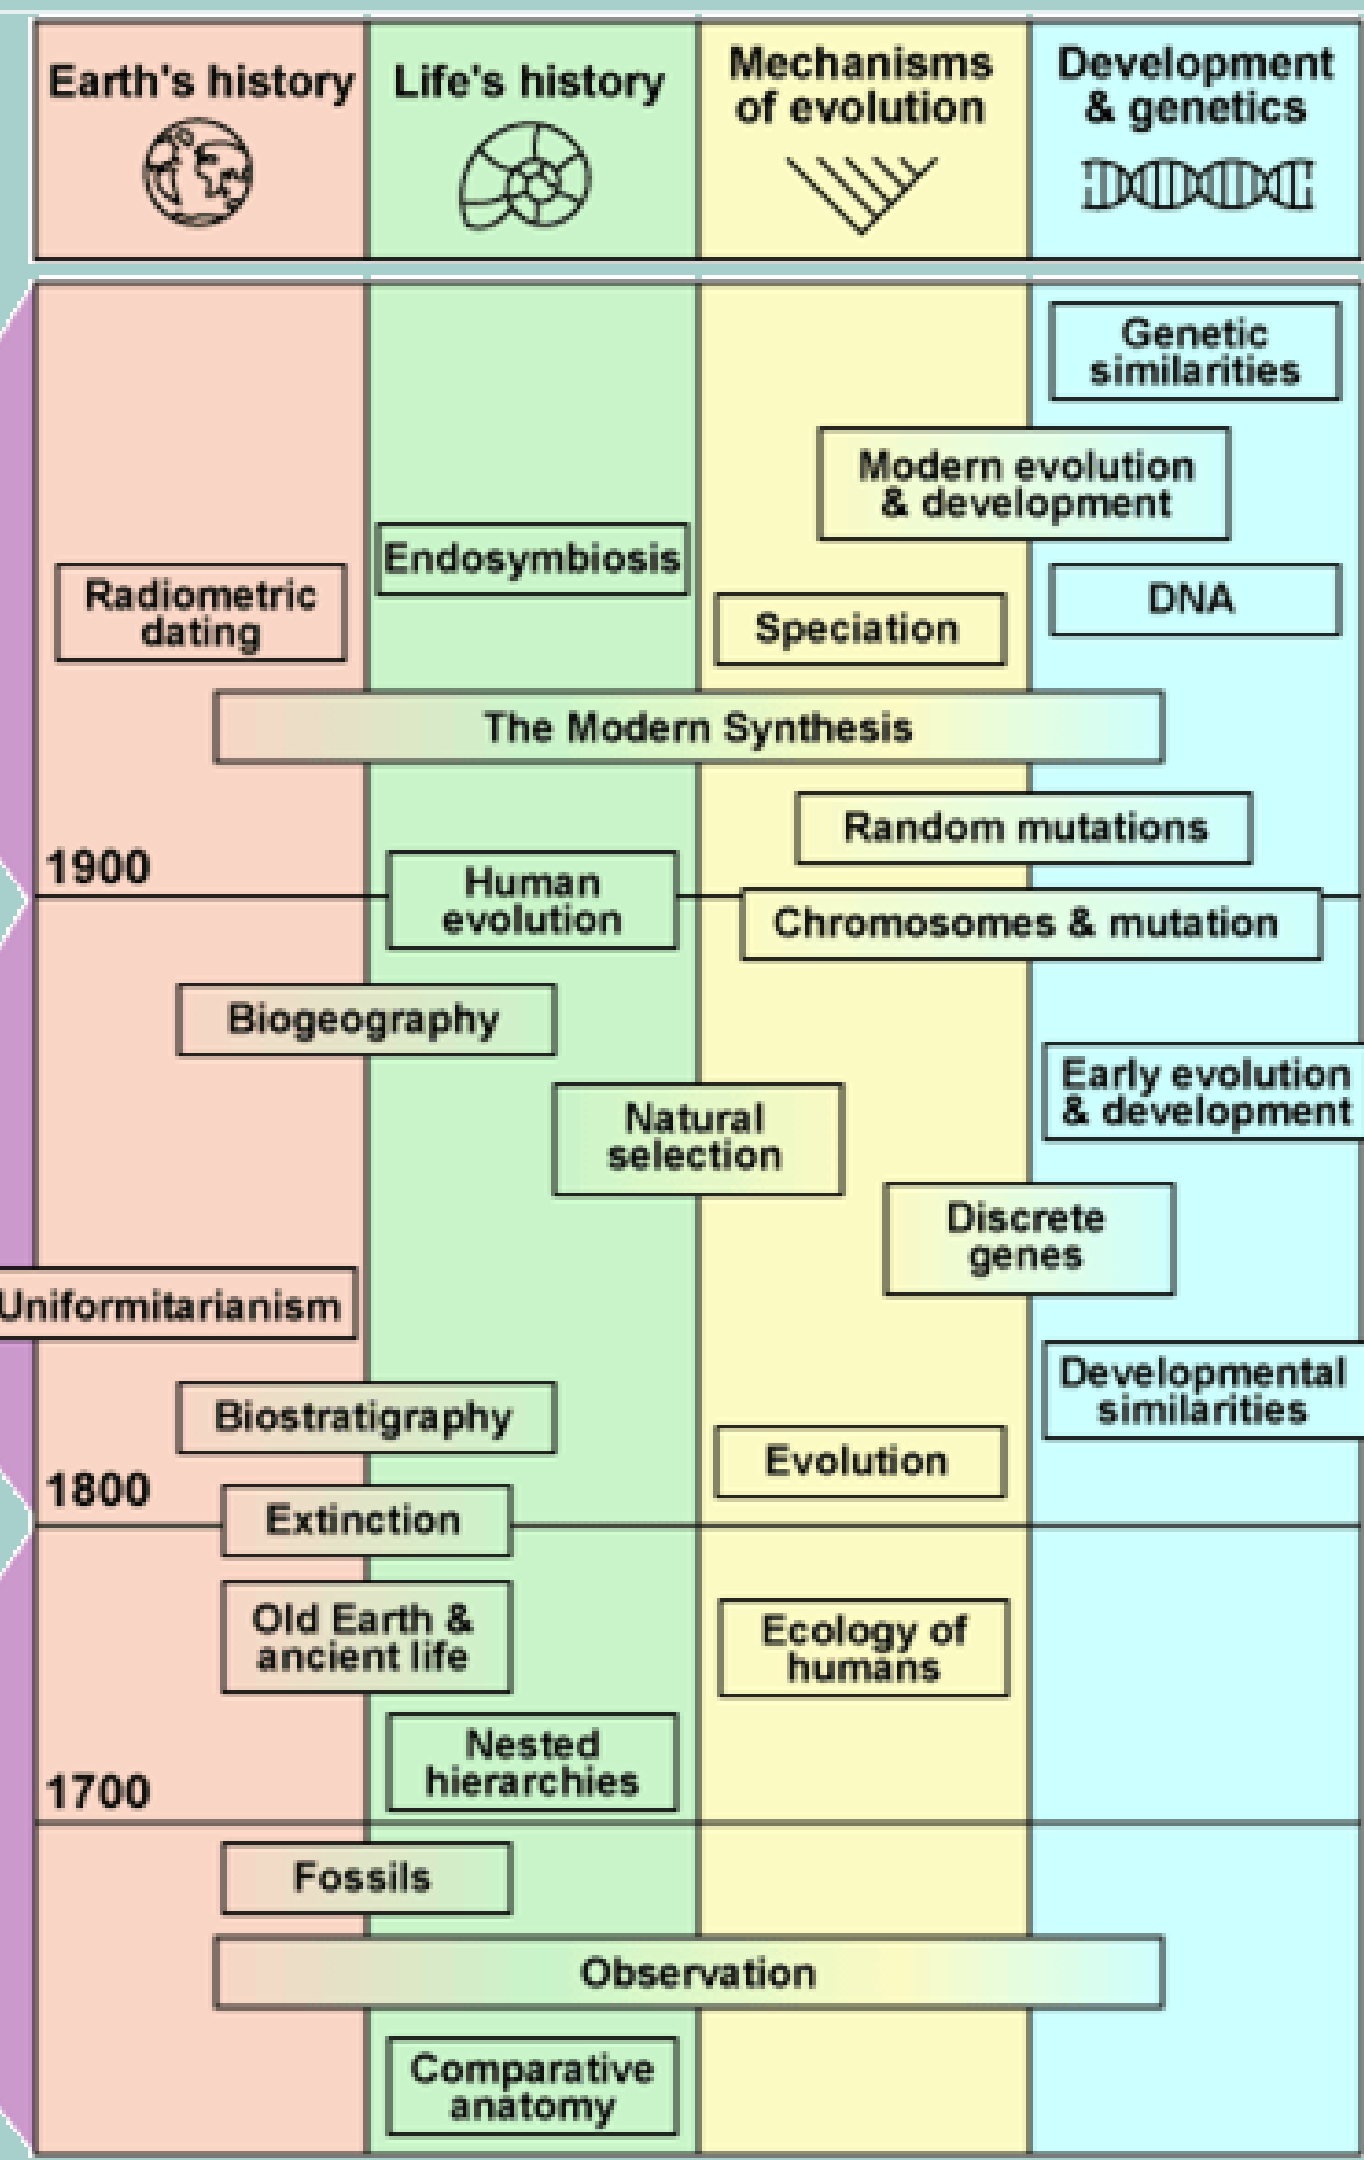 Earth's history
Life's history
Mechanisms
of evolution
Development
& genetics
Genetic
similarities
Modern evolution
& development
Endosymbiosis
Radiometric
dating
DNA
Speciation
The Modern Synthesis
Random mutations
1900
Human
evolution
Chromosomes & mutation
Biogeography
Early evolution
& development
Natural
selection
Discrete
genes
Uniformitarianism
Developmental
similarities
Biostratigraphy
Evolution
1800
Extinction
Old Earth &
ancient life
Ecology of
humans
Nested
hierarchies
1700
Fossils
Observation
Comparative
anatomy